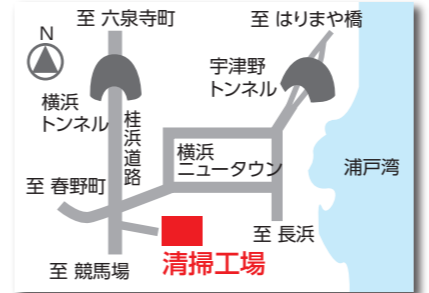 至 六泉寺町
至 はりまや橋
N
宇津野
トンネル
横浜
トンネル
桂浜道路
横浜
ニュータウン
浦戸湾
至 春野町
至 長浜
清掃工場
至 競馬場